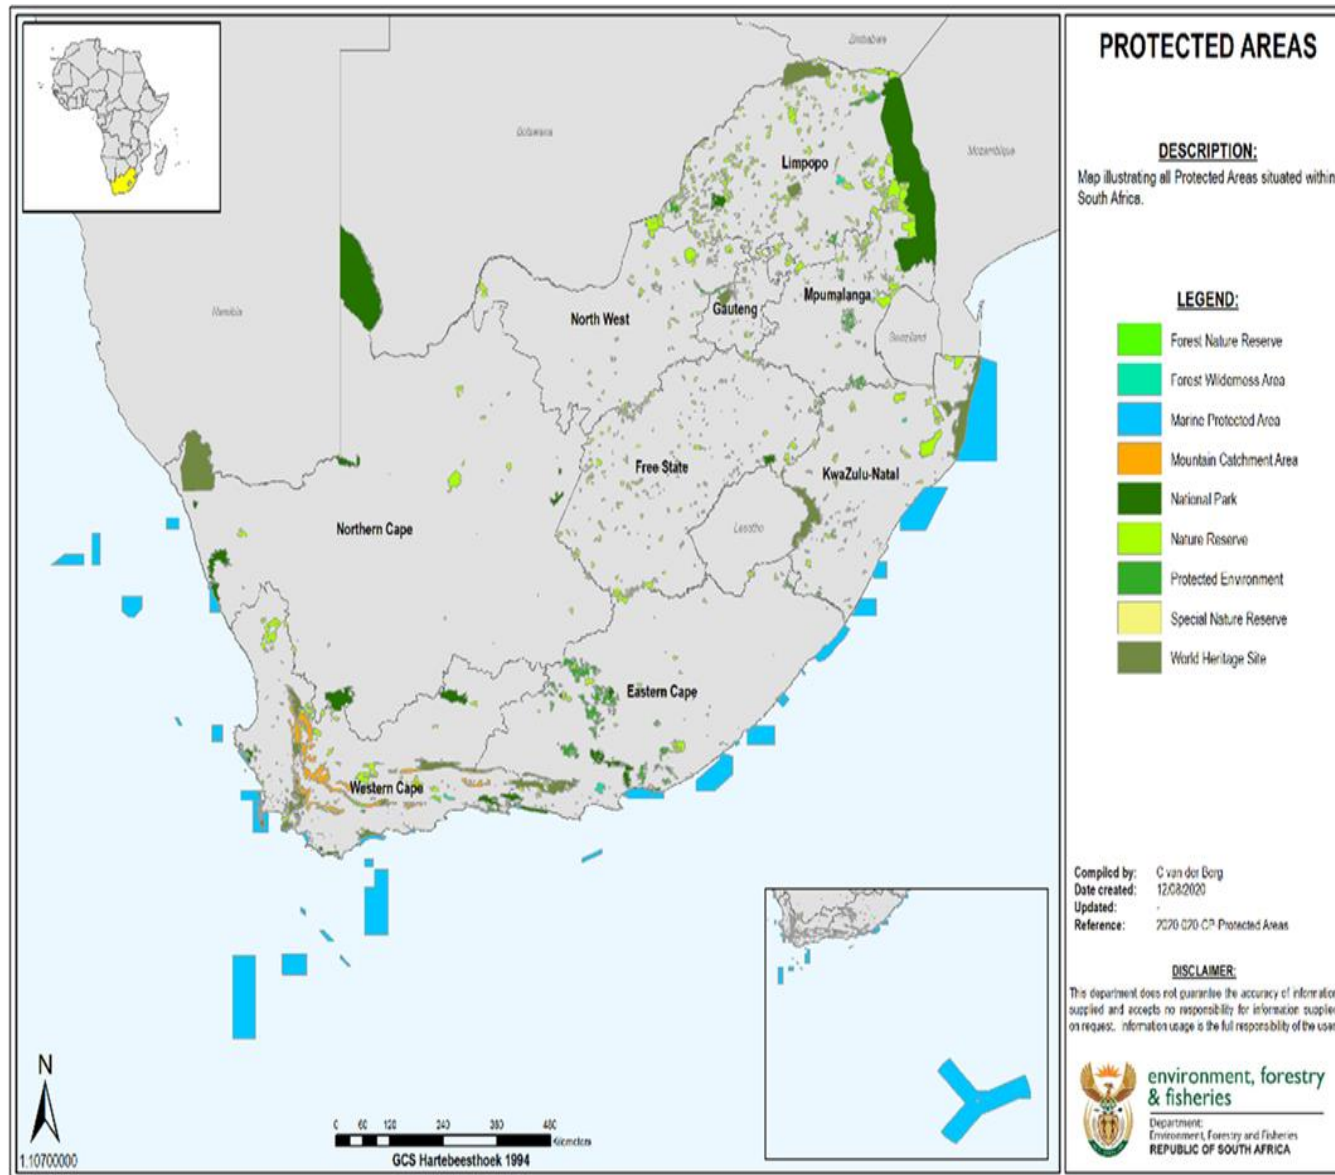 PROTECTED AREAS
DESCRIPTION:
Map illustrating all Protected Areas situated within
South Africa.
LEGEND:
Forest Nature Reserve
Forest Wilderness Area
Marine Protected Area
Mountain Catchment Area
National Park
Nature Reserve
Protected Environment
Special Nature Reserve
World Heritage Site
Zimbabwe
Botswana
Mozambique
Namibia
Swaziland
Lesotho
Limpopo
North West
Gauteng
Mpumalanga
Free State
KwaZulu-Natal
Northern Cape
Eastern Cape
Western Cape
N
1:10700000
0 60 120 240 360 480
Kilometers
GCS Hartebeesthoek 1994
Compiled by: C van der Berg
Date created: 12/08/2020
Updated: -
Reference: 2020-020-CP-Protected Areas
DISCLAIMER:
This department does not guarantee the accuracy of information
supplied and accepts no responsibility for information supplied
on request. Information usage is the full responsibility of the user
environment, forestry
& fisheries
Department:
Environment, Forestry and Fisheries
REPUBLIC OF SOUTH AFRICA